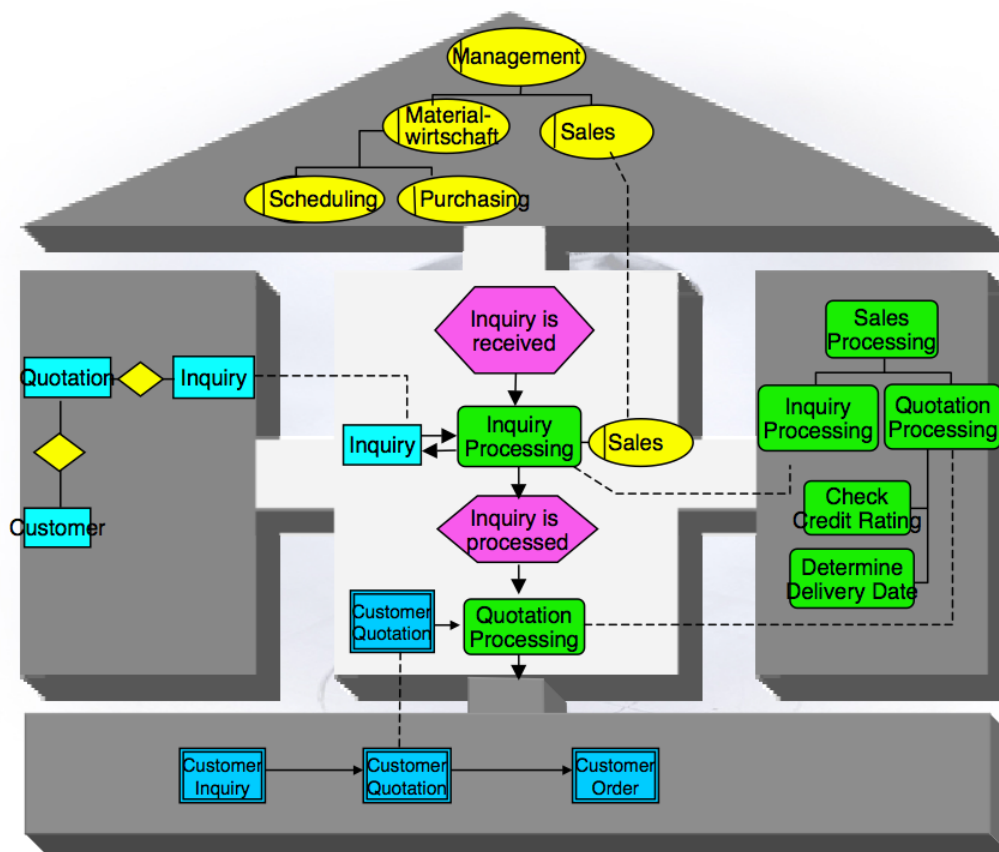 Management
Material-
wirtschaft
Sales
Scheduling
Purchasing
Quotation
Inquiry
Customer
Inquiry is
received
Inquiry
Inquiry
Processing
Sales
Inquiry is
processed
Customer
Quotation
Quotation
Processing
Sales
Processing
Inquiry
Processing
Quotation
Processing
Check
Credit Rating
Determine
Delivery Date
Customer
Inquiry
Customer
Quotation
Customer
Order